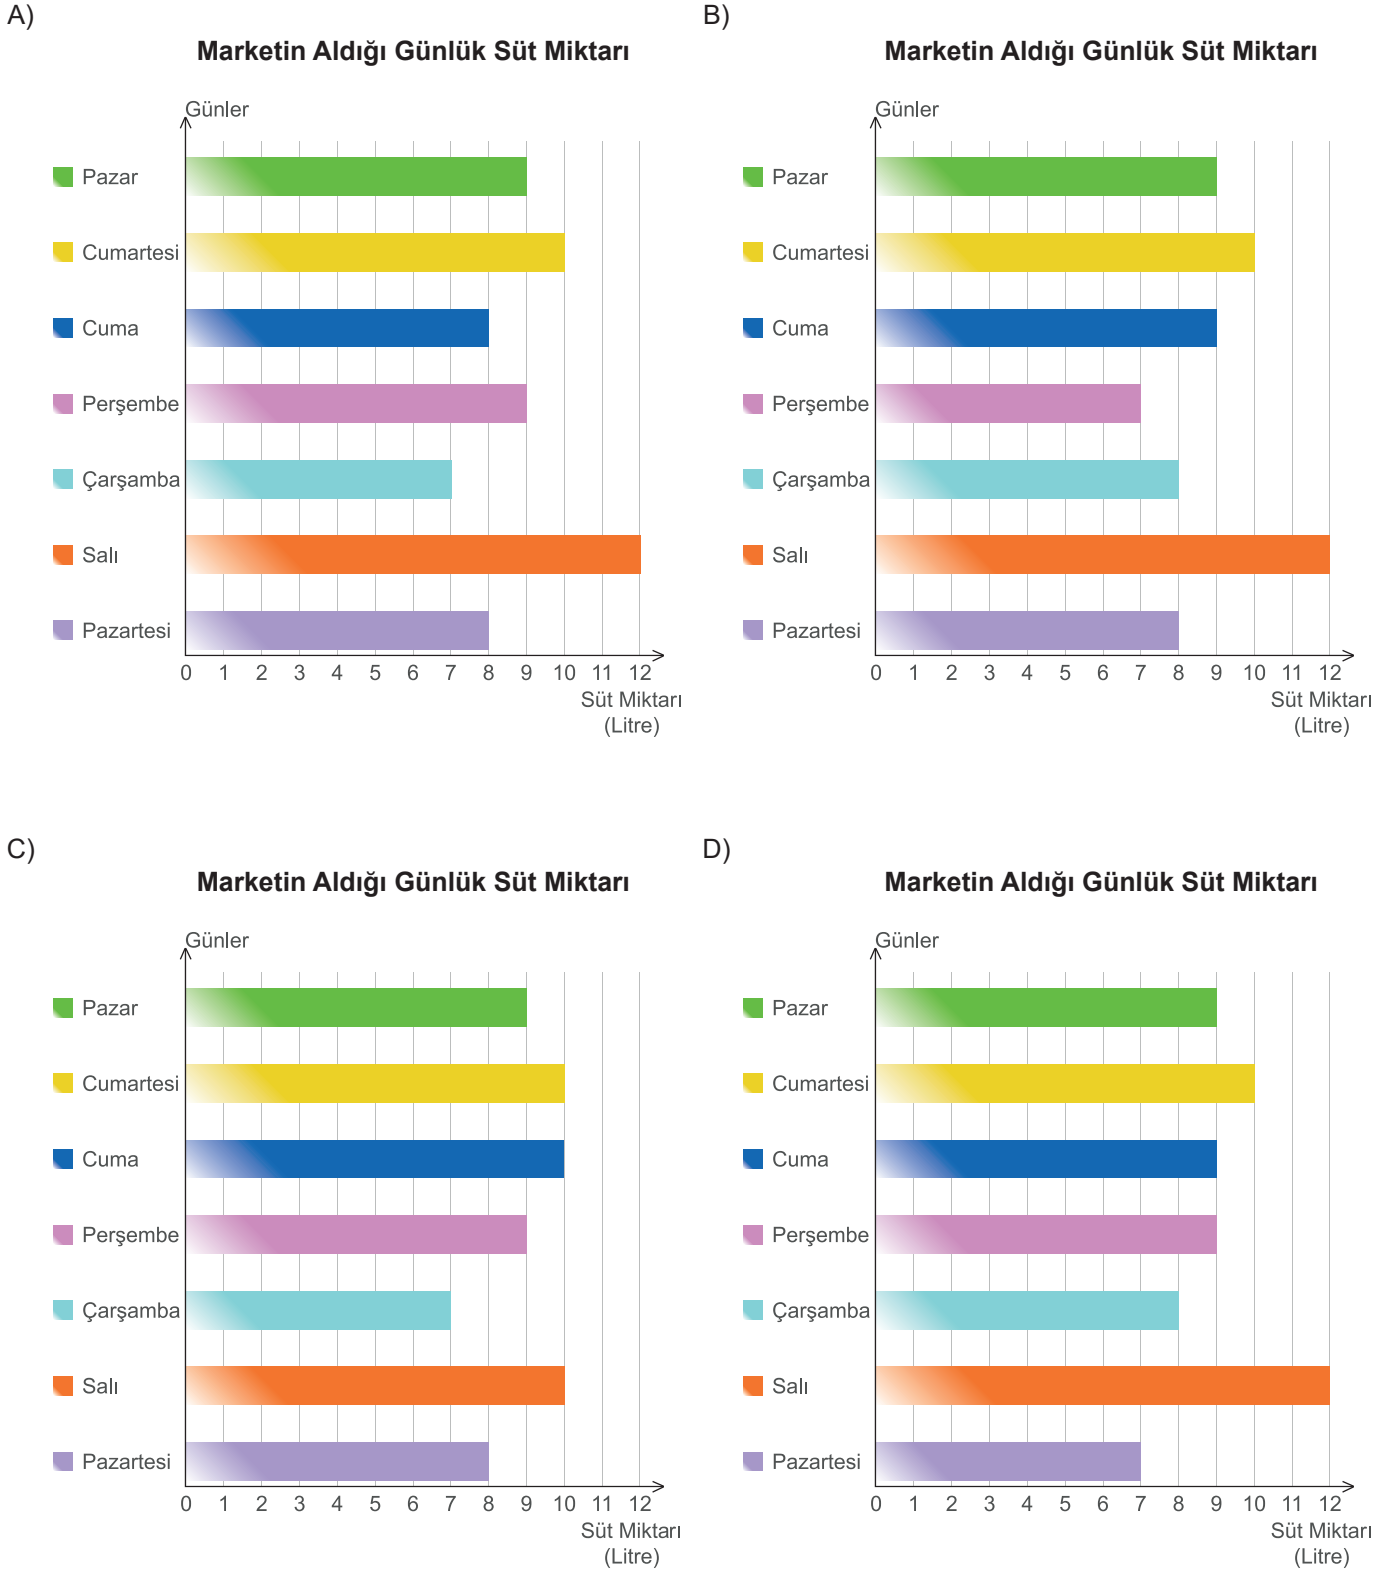 A)
Marketin Aldığı Günlük Süt Miktarı
Günler
Pazar
Cumartesi
Cuma
Perşembe
Çarşamba
Salı
Pazartesi
0 1 2 3 4 5 6 7 8 9 10 11 12
Süt Miktarı
(Litre)
B)
Marketin Aldığı Günlük Süt Miktarı
Günler
Pazar
Cumartesi
Cuma
Perşembe
Çarşamba
Salı
Pazartesi
0 1 2 3 4 5 6 7 8 9 10 11 12
Süt Miktarı
(Litre)
C)
Marketin Aldığı Günlük Süt Miktarı
Günler
Pazar
Cumartesi
Cuma
Perşembe
Çarşamba
Salı
Pazartesi
0 1 2 3 4 5 6 7 8 9 10 11 12
Süt Miktarı
(Litre)
D)
Marketin Aldığı Günlük Süt Miktarı
Günler
Pazar
Cumartesi
Cuma
Perşembe
Çarşamba
Salı
Pazartesi
0 1 2 3 4 5 6 7 8 9 10 11 12
Süt Miktarı
(Litre)